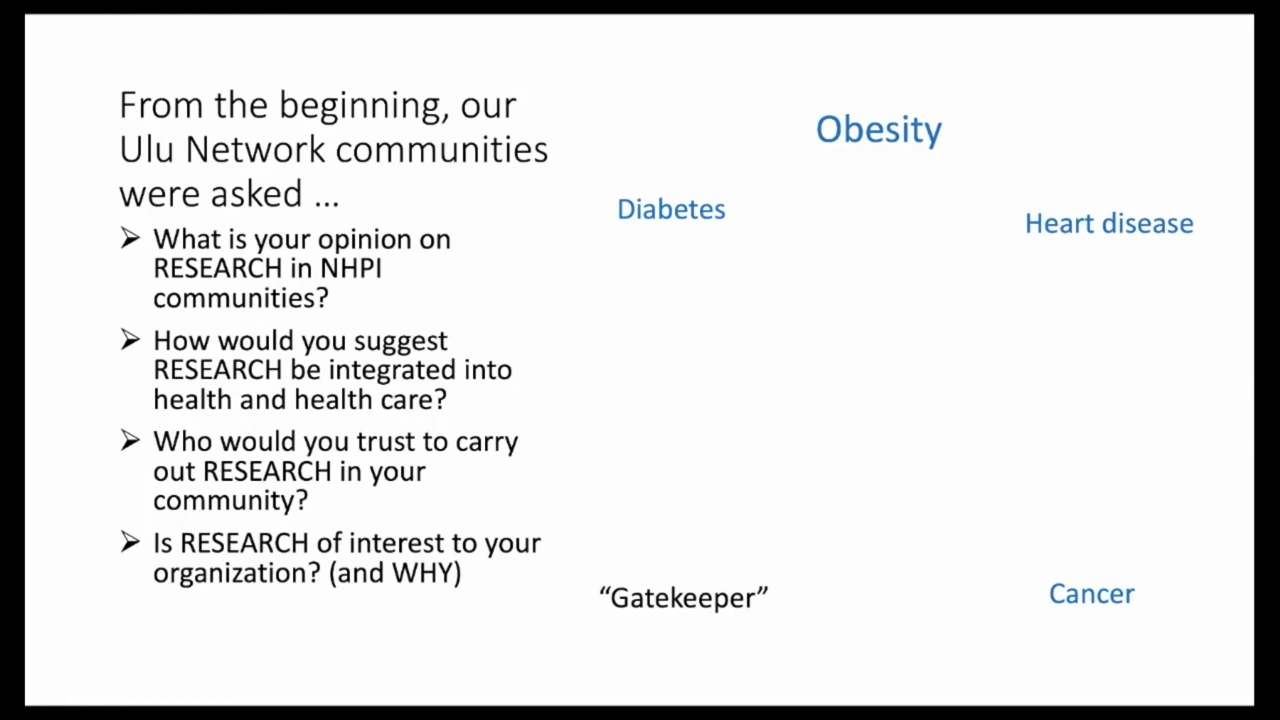 From the beginning, our
Ulu Network communities
were asked ...
➢ What is your opinion on
RESEARCH in NHPI
communities?
➢ How would you suggest
RESEARCH be integrated into
health and health care?
➢ Who would you trust to carry
out RESEARCH in your
community?
➢ Is RESEARCH of interest to your
organization? (and WHY)
Obesity
Diabetes
Heart disease
“Gatekeeper”
Cancer